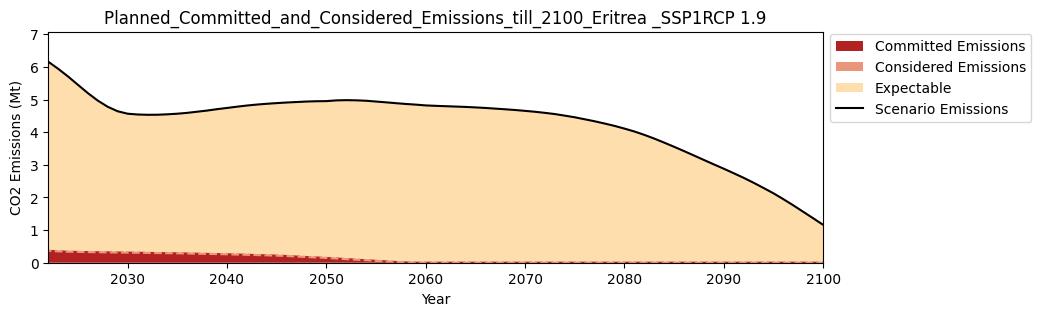 Planned_Committed_and_Considered_Emissions_till_2100_Eritrea _SSP1RCP 1.9
7
6
5
4
3
2
1
0
CO2 Emissions (Mt)
2030 2040 2050 2060 2070 2080 2090 2100
Year
Committed Emissions
Considered Emissions
Expectable
Scenario Emissions